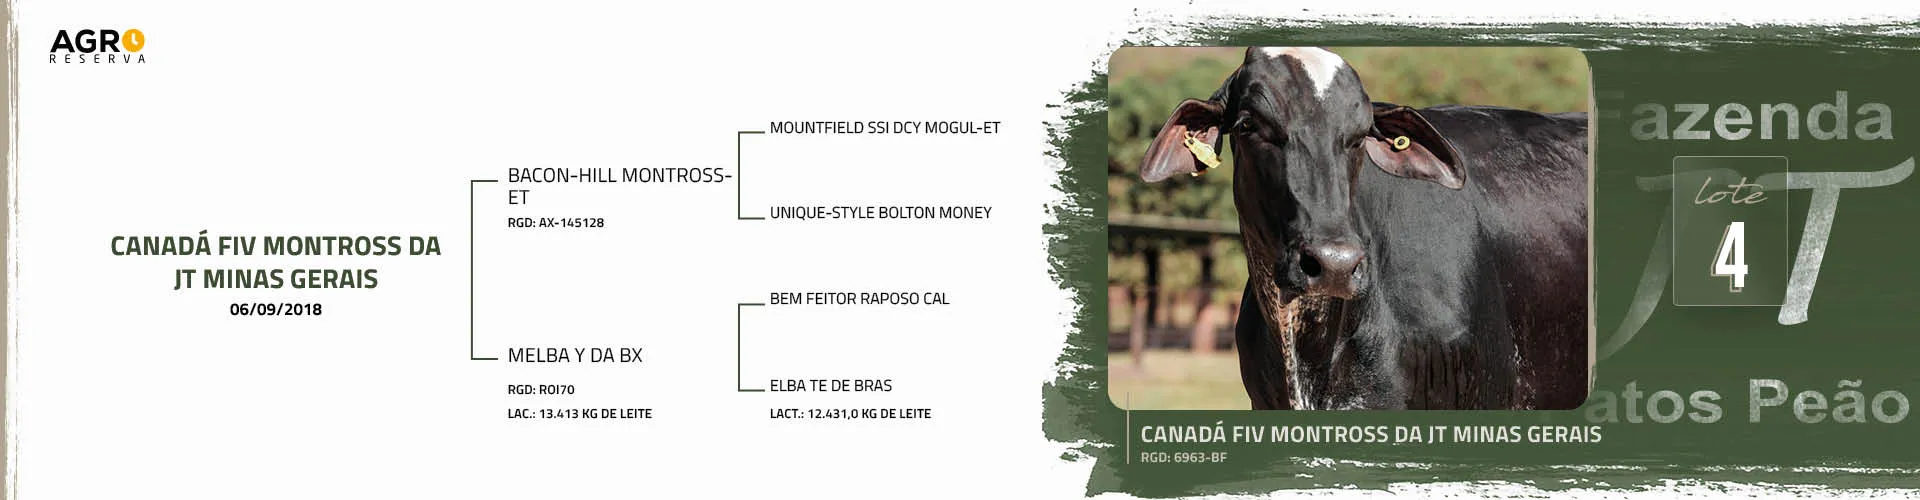 AGRO
RESERVA
CANADÁ FIV MONTROSS DA
JT MINAS GERAIS
06/09/2018
BACON-HILL MONTROSS-
ET
RGD: AX-145128
MELBA Y DA BX
RGD: ROI70
LAC.: 13.413 KG DE LEITE
MOUNTFIELD SSI DCY MOGUL-ET
UNIQUE-STYLE BOLTON MONEY
BEM FEITOR RAPOSO CAL
ELBA TE DE BRAS
LACT.: 12.431,0 KG DE LEITE
Fazenda
JT
lote
4
atos Peão
CANADÁ FIV MONTROSS DA JT MINAS GERAIS
RGD: 6963-BF